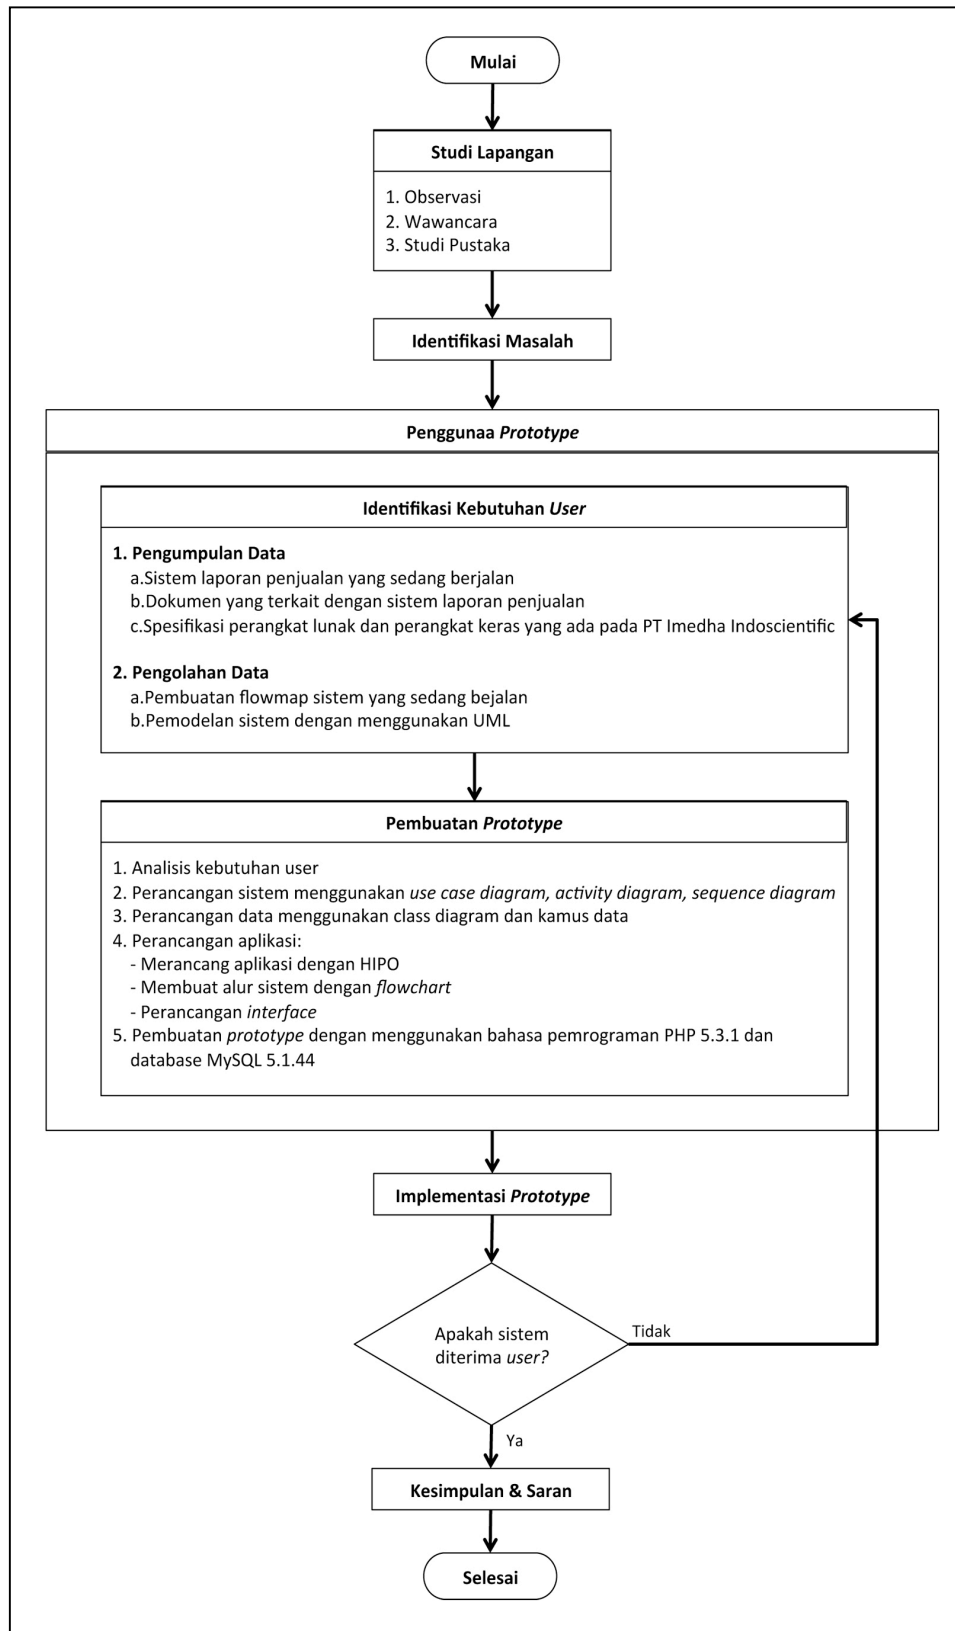 Mulai
Studi Lapangan
1. Observasi
2. Wawancara
3. Studi Pustaka
Identifikasi Masalah
Penggunaa Prototype
Identifikasi Kebutuhan User
1. Pengumpulan Data
a.Sistem laporan penjualan yang sedang berjalan
b.Dokumen yang terkait dengan sistem laporan penjualan
c.Spesifikasi perangkat lunak dan perangkat keras yang ada pada PT Imedha Indoscientific
2. Pengolahan Data
a.Pembuatan flowmap sistem yang sedang bejalan
b.Pemodelan sistem dengan menggunakan UML
Pembuatan Prototype
1. Analisis kebutuhan user
2. Perancangan sistem menggunakan use case diagram, activity diagram, sequence diagram
3. Perancangan data menggunakan class diagram dan kamus data
4. Perancangan aplikasi:
- Merancang aplikasi dengan HIPO
- Membuat alur sistem dengan flowchart
- Perancangan interface
5. Pembuatan prototype dengan menggunakan bahasa pemrograman PHP 5.3.1 dan
database MySQL 5.1.44
Implementasi Prototype
Apakah sistem
diterima user?
Tidak
Ya
Kesimpulan & Saran
Selesai